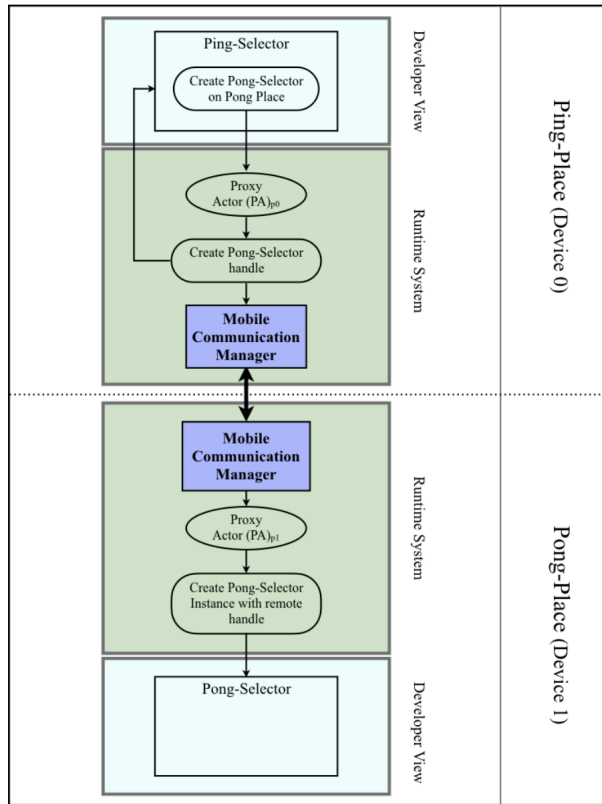 Ping-Selector
Create Pong-Selector
on Pong Place
Developer View
Proxy
Actor (PA)p0
Create Pong-Selector
handle
Mobile
Communication
Manager
Runtime System
Ping-Place (Device 0)
Mobile
Communication
Manager
Proxy
Actor (PA)p1
Create Pong-Selector
Instance with remote
handle
Runtime System
Pong-Selector
Developer View
Pong-Place (Device 1)